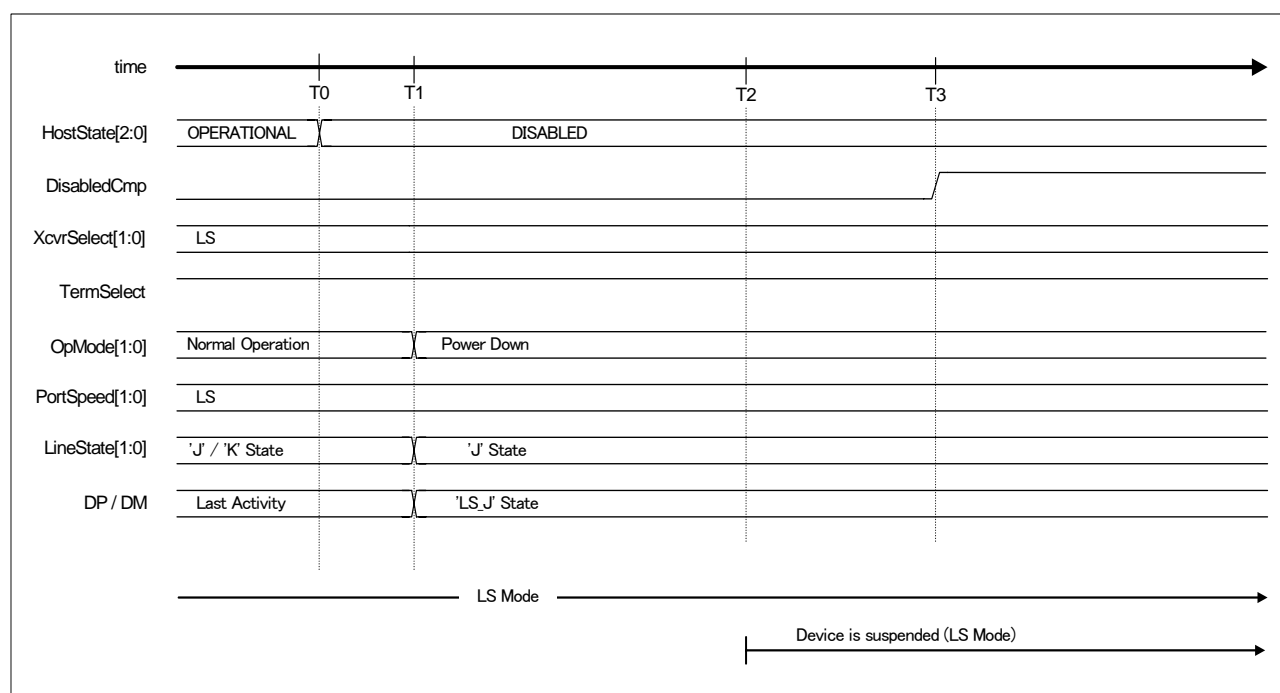 time
T0 T1 T2 T3
HostState[2:0] OPERATIONAL DISABLED
DisabledCmp
XcvrSelect[1:0] LS
TermSelect
OpMode[1:0] Normal Operation Power Down
PortSpeed[1:0] LS
LineState[1:0] 'J' / 'K' State 'J' State
DP / DM Last Activity 'LS_J' State
LS Mode
Device is suspended (LS Mode)